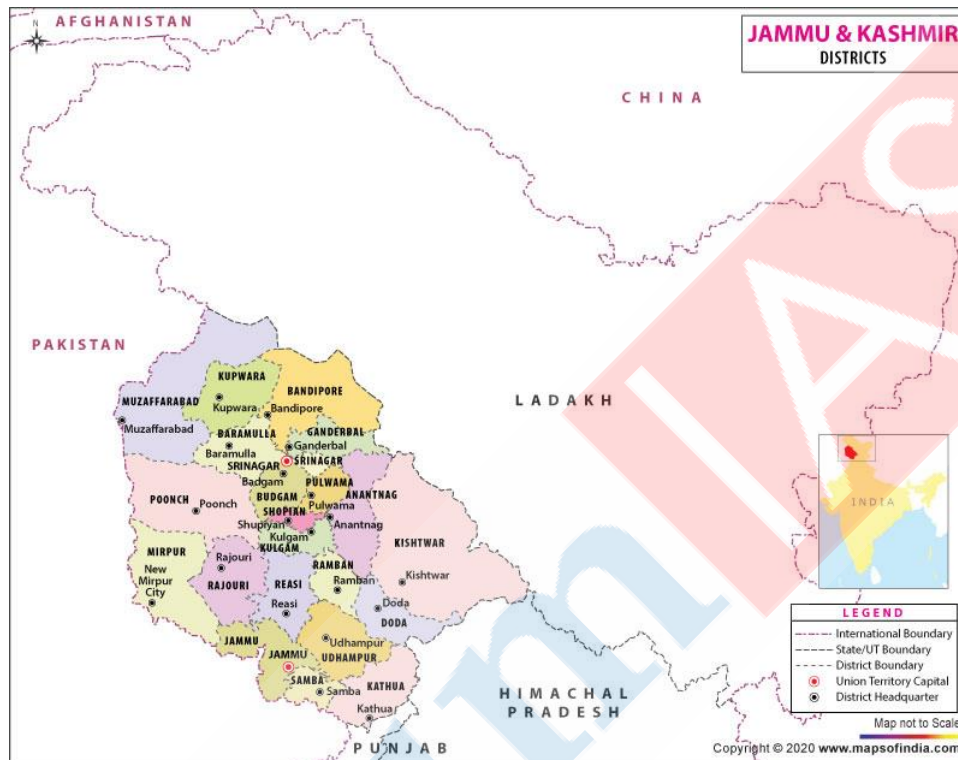 AFGHANISTAN
N
JAMMU & KASHMIR
DISTRICTS
CHINA
PAKISTAN
KUPWARA
BANDIPORE
MUZAFFARABAD
Kupwara
Bandipore
Muzaffarabad
LADAKH
BARAMULLA
GANDERBAL
Baramulla
Ganderbal
SRINAGAR
SRINAGAR
Badgam
PULWAMA
ANANTNAG
BUDGAM
Pulwama
POONCH
Poonch
SHOPIAN
Shupiyan
Anantnag
Kulgam
KULGAM
KISHTWAR
MIRPUR
Rajouri
RAMBAN
New
Mirpur
City
RAJOURI
REASI
Ramban
Kishtwar
Reasi
Doda
DODA
JAMMU
Udhampur
JAMMU
UDHAMPUR
SAMBA
Samba
KATHUA
Kathua
HIMACHAL
PRADESH
PUNJAB
INDIA
LEGEND
International Boundary
State/UT Boundary
District Boundary
Union Territory Capital
District Headquarter
Map not to Scale
Copyright © 2020 www.mapsofindia.com
IAS